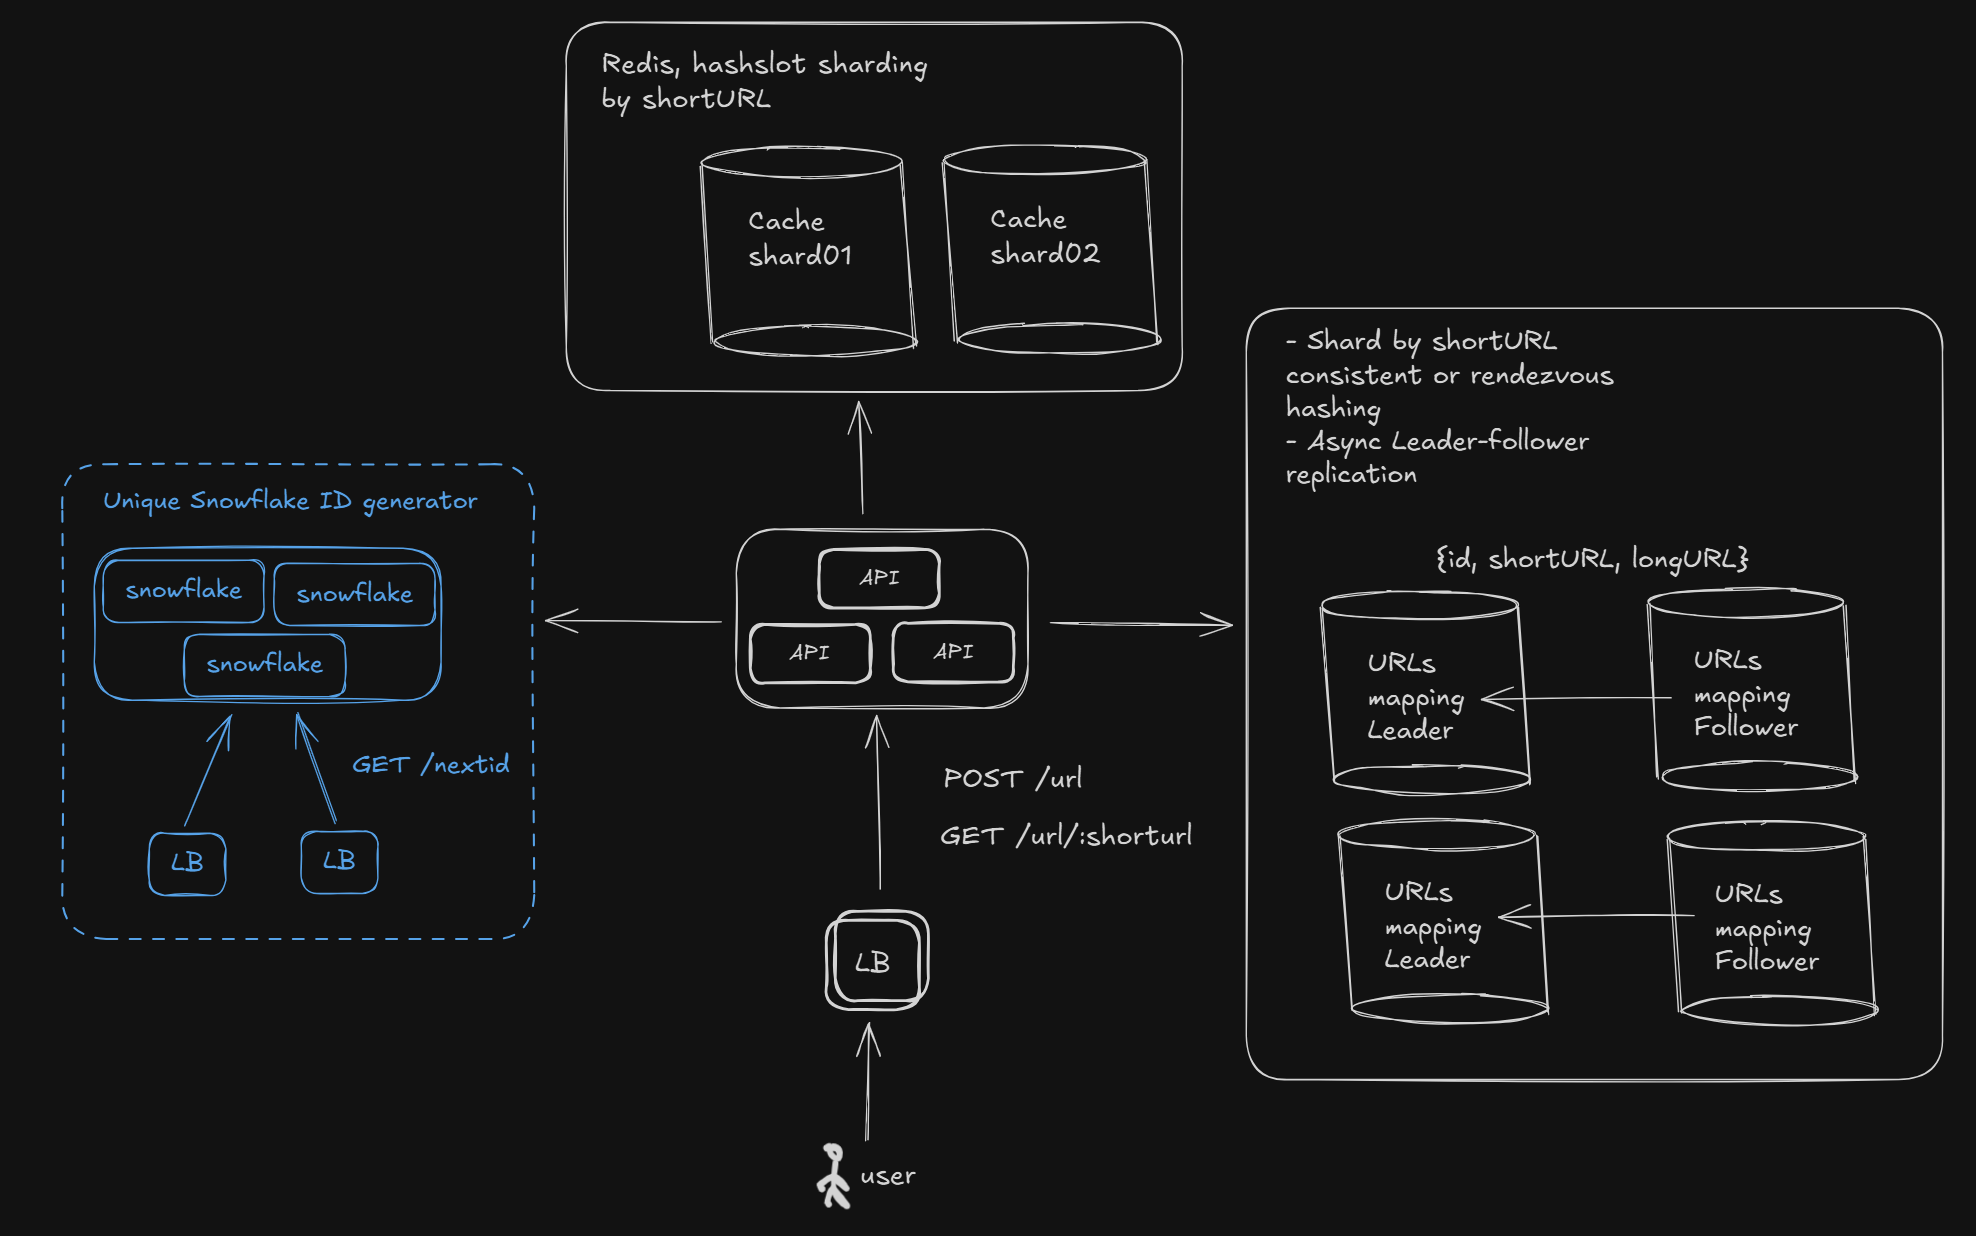 Redis, hashslot sharding
by shortURL
Cache
shard01
Cache
shard02
- Shard by shortURL
consistent or rendezvous
hashing
- Async Leader-follower
replication
{id, shortURL, longURL}
URLs
mapping
Leader
URLs
mapping
Follower
URLs
mapping
Leader
URLs
mapping
Follower
Unique Snowflake ID generator
snowflake
snowflake
snowflake
GET /nextid
LB
LB
API
API
API
POST /url
GET /url/:shorturl
LB
user